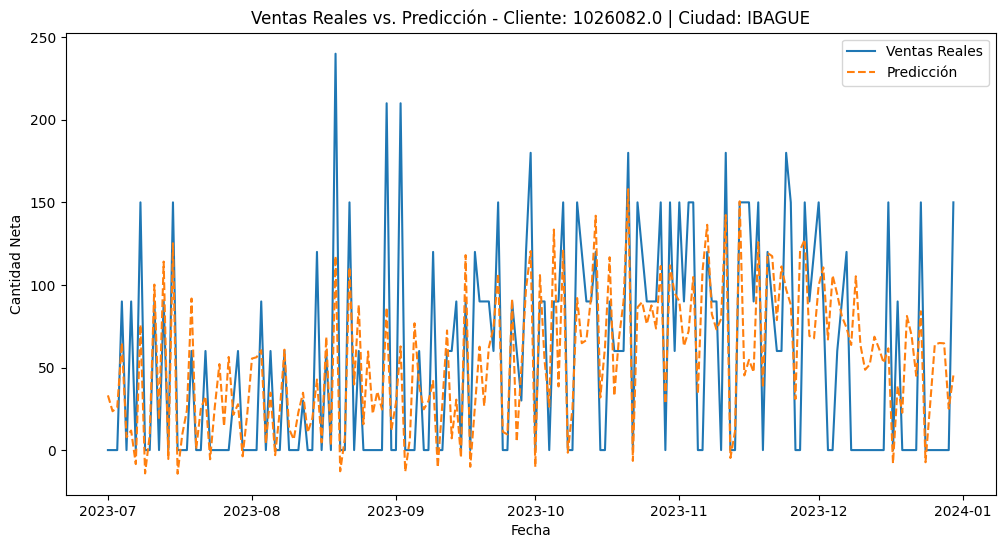 Ventas Reales vs. Predicción - Cliente: 1026082.0 | Ciudad: IBAGUE
Ventas Reales
Predicción
Cantidad Neta
250
200
150
100
50
0
2023-07
2023-08
2023-09
2023-10
2023-11
2023-12
2024-01
Fecha